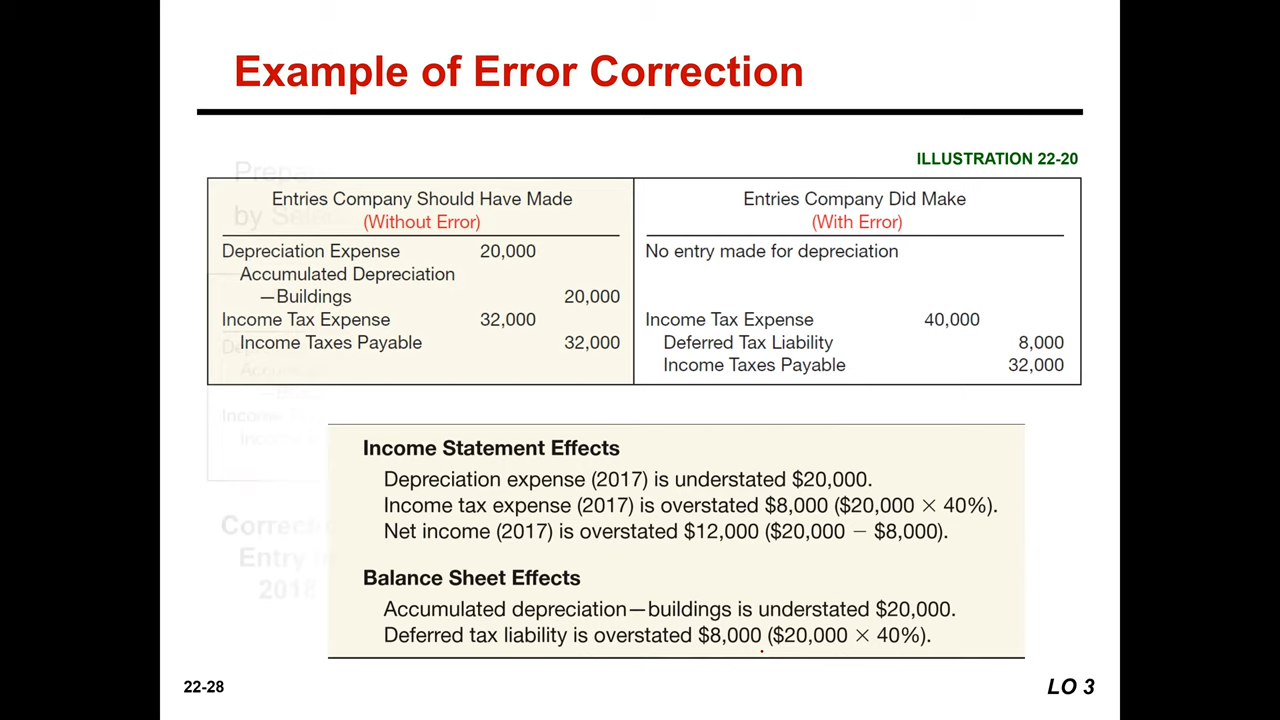 Example of Error Correction
ILLUSTRATION 22-20
Entries Company Should Have Made
(Without Error)
Depreciation Expense 20,000
Accumulated Depreciation
—Buildings 20,000
Income Tax Expense 32,000
Income Taxes Payable 32,000
Entries Company Did Make
(With Error)
No entry made for depreciation
Income Tax Expense 40,000
Deferred Tax Liability 8,000
Income Taxes Payable 32,000
Income Statement Effects
Depreciation expense (2017) is understated $20,000.
Income tax expense (2017) is overstated $8,000 ($20,000 × 40%).
Net income (2017) is overstated $12,000 ($20,000 − $8,000).
Balance Sheet Effects
Accumulated depreciation—buildings is understated $20,000.
Deferred tax liability is overstated $8,000 ($20,000 × 40%).
22-28
LO 3